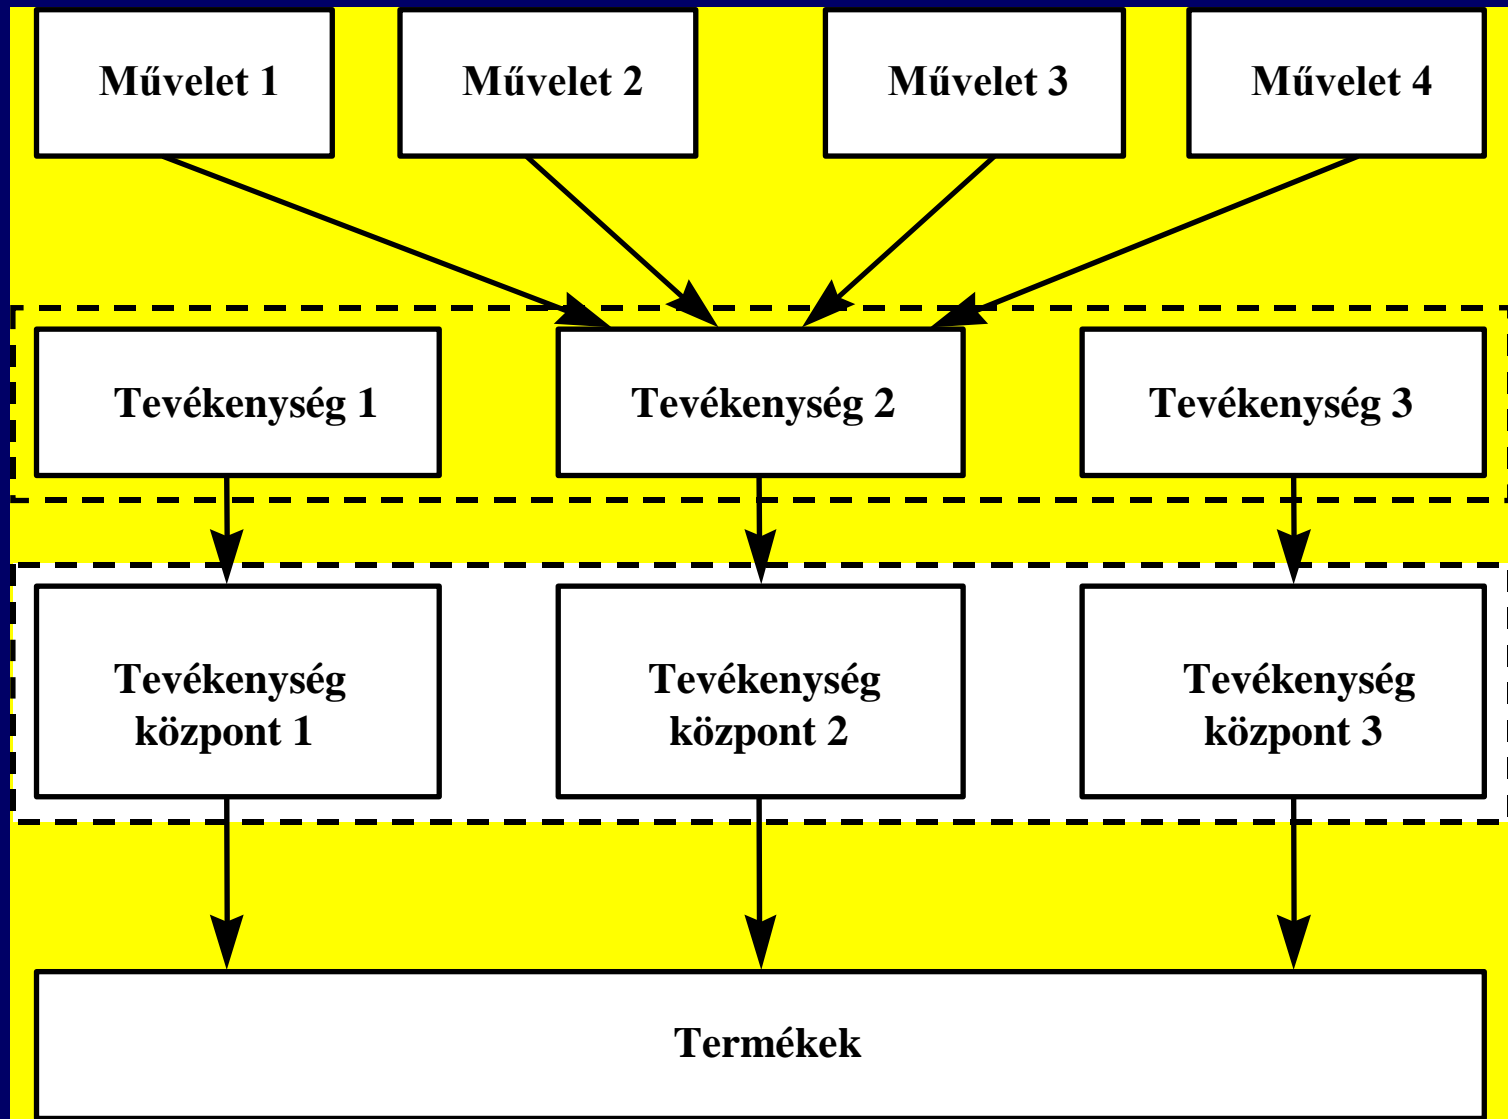 Művelet 1
Művelet 2
Művelet 3
Művelet 4
Tevékenység 1
Tevékenység 2
Tevékenység 3
Tevékenység
központ 1
Tevékenység
központ 2
Tevékenység
központ 3
Termékek